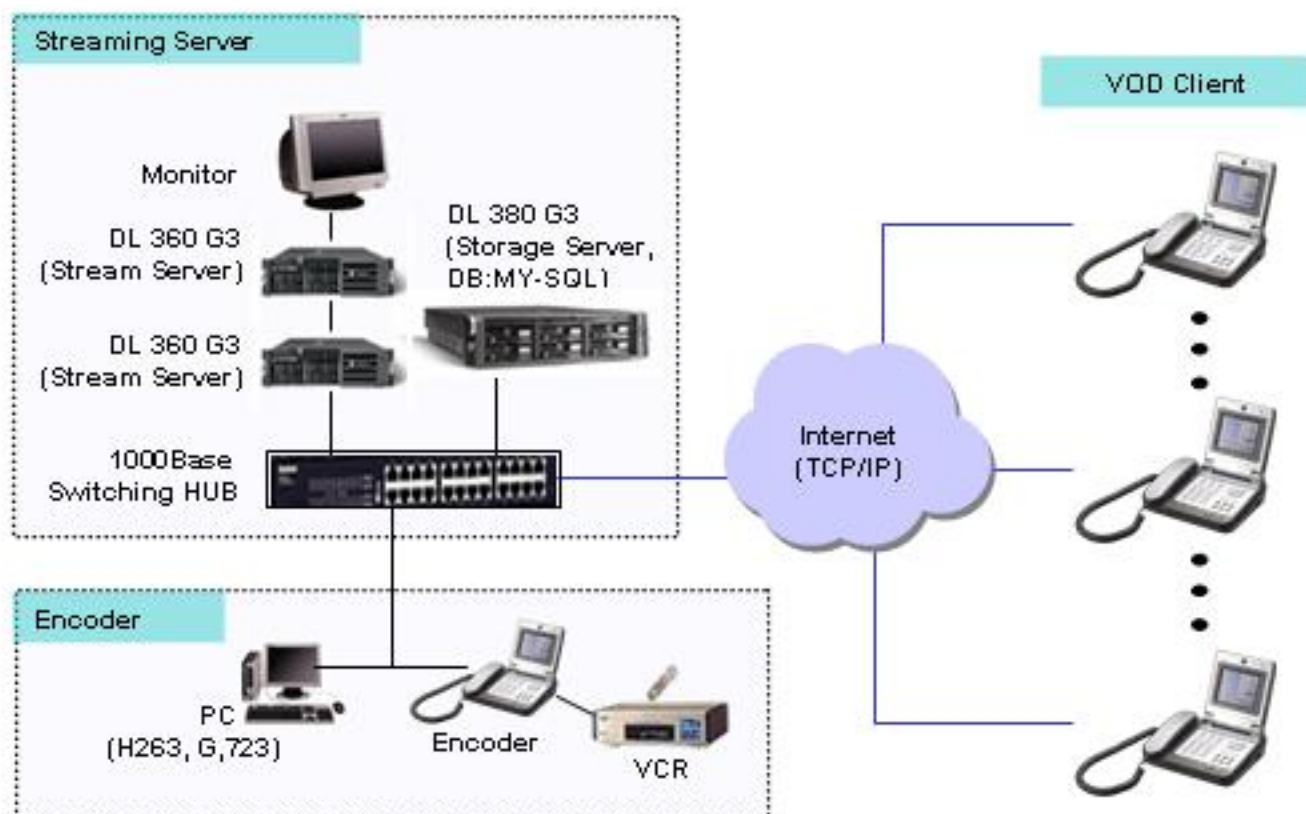 Streaming Server
VOD Client
Monitor
DL 360 G3
(Stream Server)
DL 380 G3
(Storage Server,
DB:MY-SQL)
DL 360 G3
(Stream Server)
1000Base
Switching HUB
Internet
(TCP/IP)
Encoder
PC
(H263, G,723)
Encoder
VCR